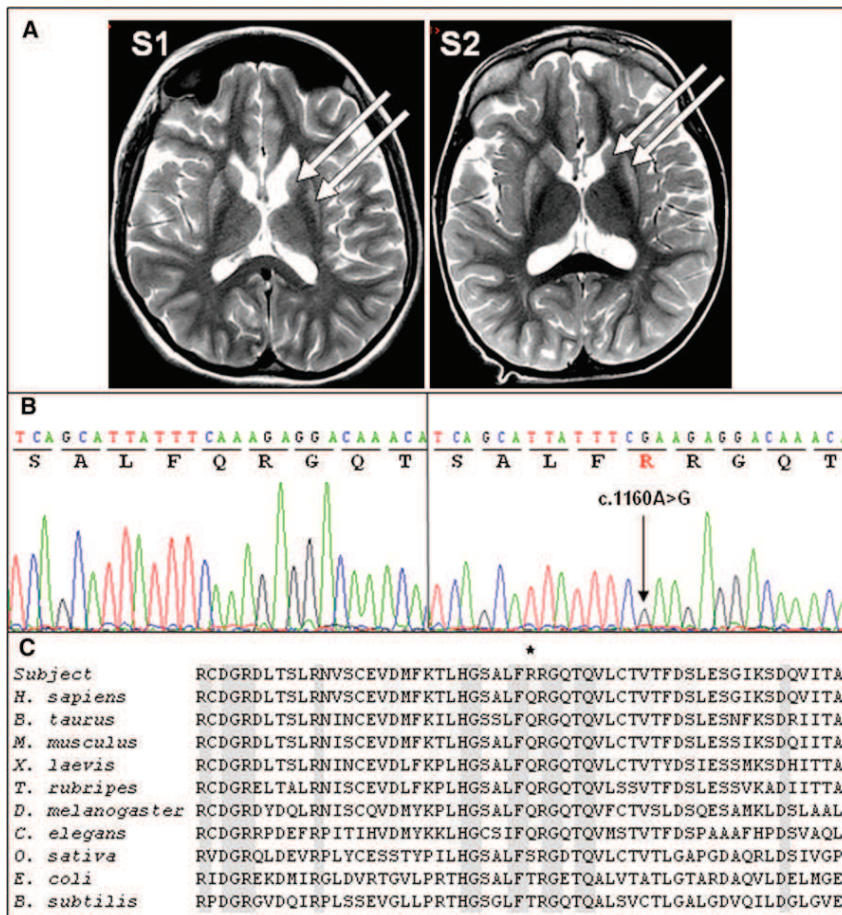 A
S1
S2
B
TCAGCATTATTTCAAAGAGGACAAACA
TCAGCATTATTTCGAAGAGGACAAACA
S A L F Q R G Q T
S A L F R R G Q T
c.1160A>G
C
*
Subject RCDGRDLTSLRNVSCEVDMFKTLHGSALFRRGQTQVLCTVTFDSLESGIKSDQVITA
H. sapiens RCDGRDLTSLRNVSCEVDMFKTLHGSALFQRGQTQVLCTVTFDSLESGIKSDQVITA
B. taurus RCDGRDLTSLRNINCEVDMFKILHGSSLFQRGQTQVLCTVTFDSLESNFKSDRIITA
M. musculus RCDGRDLTSLRNISCEVDMFKTLHGSALFQRGQTQVLCTVTFDSLESSIKSDQIITA
X. laevis RCDGRDLTSLRNISCEVDLFKPLHGSALFQRGQTQVLCTVTYDSIESSMKSDHITTA
T. rubripes RCDGRELTALRNISCEVDLFKPLHGSALFQRGQTQVLSSVTFDSLESSVKADIITTA
D. melanogaster RCDGRDYDQLRNISCQVDMYKPLHGSALFQRGQTQVFCTVSLDSQESAMKLDSLAAL
C. elegans RCDGRRPDEFRPITIHVDMYKKLHGCSIFQRGQTQVMSTVTFDSPAAAFHPDSVAQL
O. sativa RVDGRQLDEVRPLYCESSTYPILHGSALFSRGDTQVLCTVTLGAPGDAQRLDSIVGP
E. coli RIDGREKDMIRGLDVRTGVLPRTHGSALFTRGETQALVTATLGTARDAQVLDELMGE
B. subtilis RPDGRGVDQIRPLSSEVGLLPRTHGSGLFTRGQTQALSVCTLGALGDVQILDGLGVE